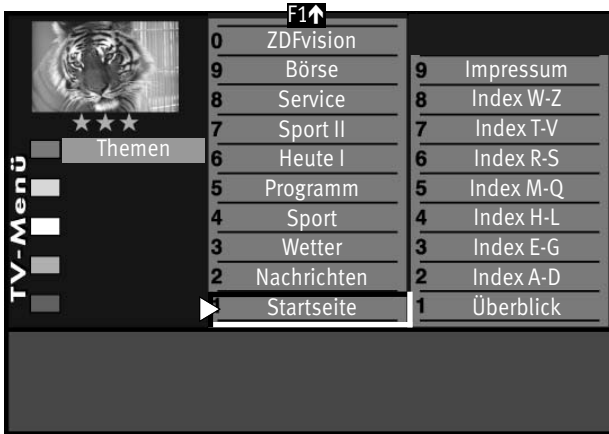 F1↑
0 ZDFvision
9 Börse
8 Service
7 Sport II
6 Heute I
5 Programm
4 Sport
3 Wetter
2 Nachrichten
1 Startseite
9 Impressum
8 Index W-Z
7 Index T-V
6 Index R-S
5 Index M-Q
4 Index H-L
3 Index E-G
2 Index A-D
1 Überblick
Themen
TV-Menü